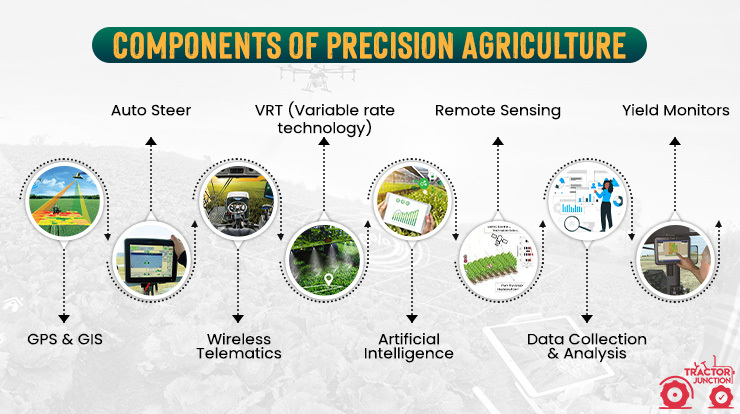 COMPONENTS OF PRECISION AGRICULTURE
Auto Steer
VRT (Variable rate
technology)
Remote Sensing
Yield Monitors
GPS & GIS
Wireless
Telematics
Artificial
Intelligence
Data Collection
& Analysis
TRACTOR
JUNCTION